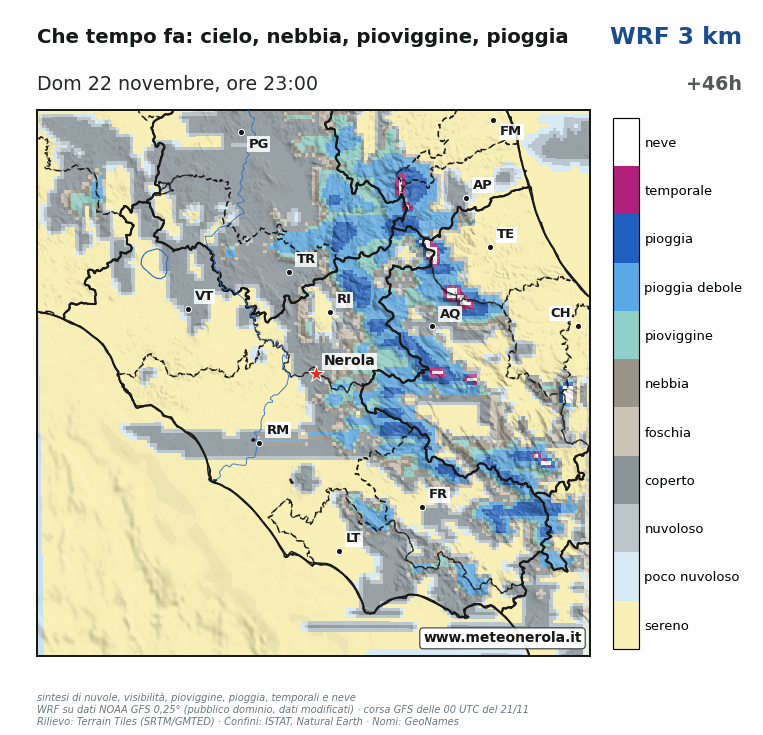 Che tempo fa: cielo, nebbia, pioviggine, pioggia
WRF 3 km
Dom 22 novembre, ore 23:00
+46h
PG
FM
AP
TE
TR
VT
RI
AQ
CH
Nerola
RM
FR
LT
www.meteonerola.it
neve
temporale
pioggia
pioggia debole
pioviggine
nebbia
foschia
coperto
nuvoloso
poco nuvoloso
sereno
sintesi di nuvole, visibilità, pioviggine, pioggia, temporali e neve
WRF su dati NOAA GFS 0,25° (pubblico dominio, dati modificati) · corsa GFS delle 00 UTC del 21/11
Rilievo: Terrain Tiles (SRTM/GMTED) · Confini: ISTAT, Natural Earth · Nomi: GeoNames